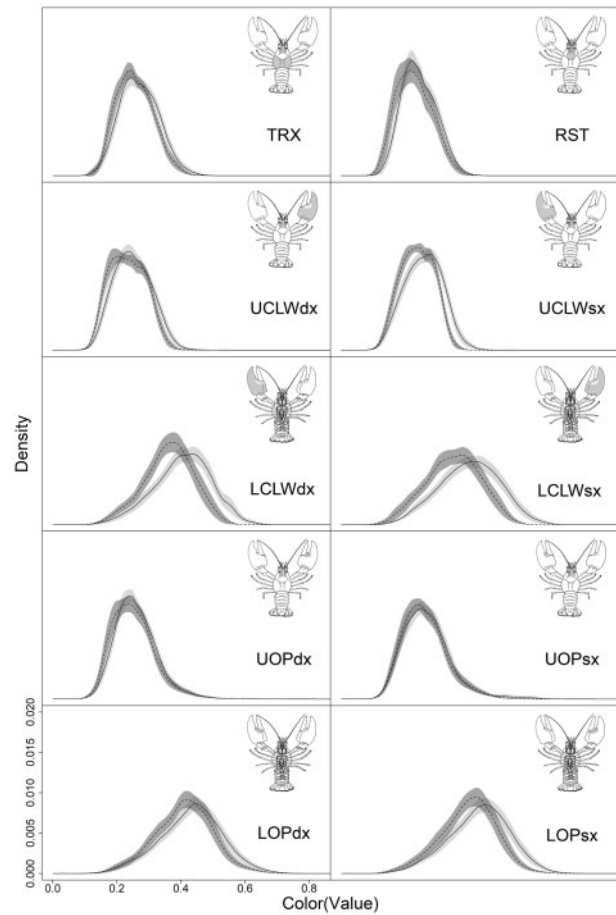 TRX
RST
UCLWdx
UCLWsx
LCLWdx
LCLWsx
UOPdx
UOPsx
LOPdx
LOPsx
Density
0.020
0.015
0.010
0.005
0.000
0.0 0.2 0.4 0.6 0.8
Color(Value)